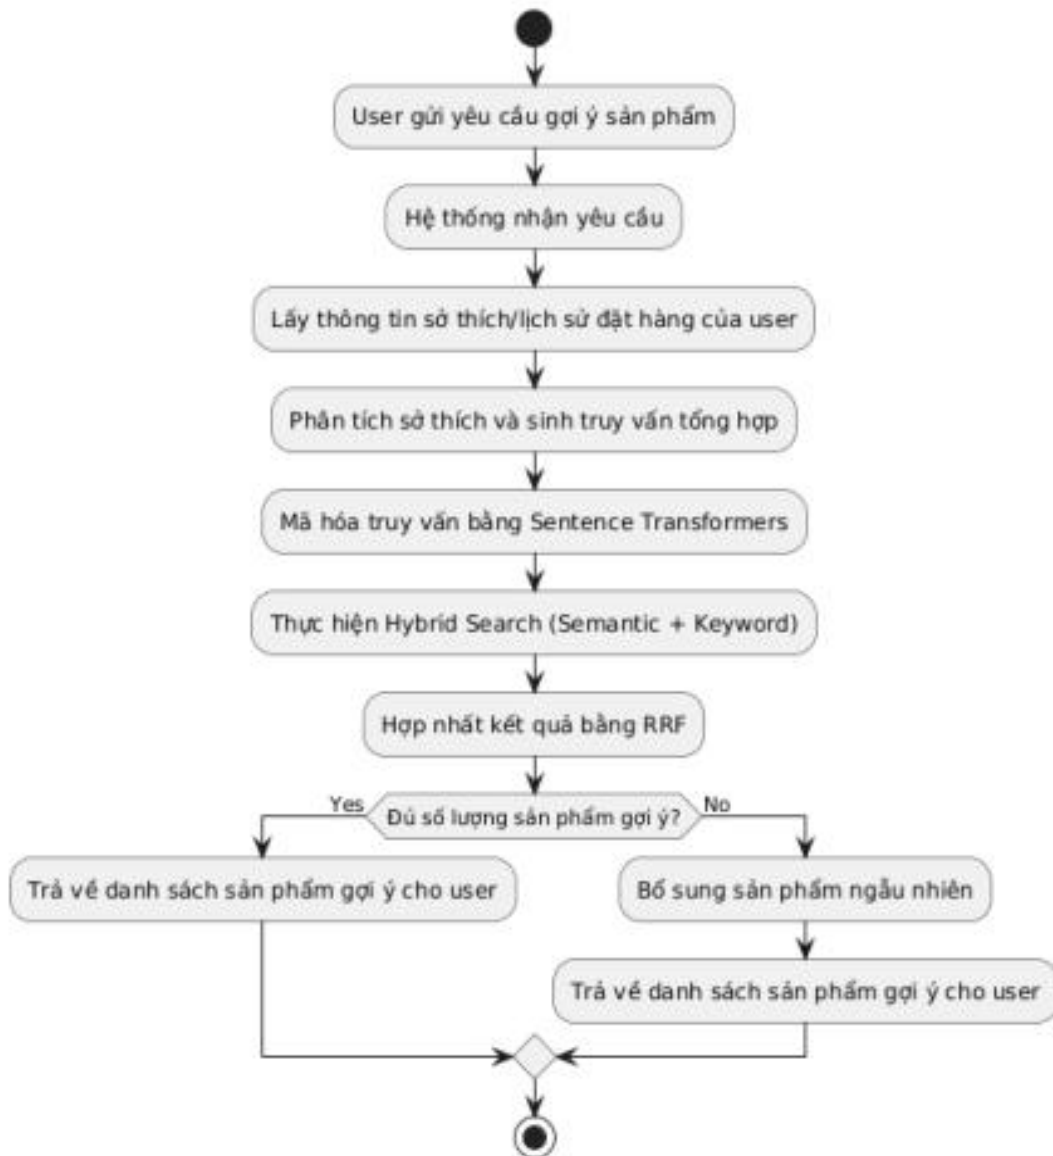 User gửi yêu cầu gợi ý sản phẩm
Hệ thống nhận yêu cầu
Lấy thông tin sở thích/lịch sử đặt hàng của user
Phân tích sở thích và sinh truy vấn tổng hợp
Mã hóa truy vấn bằng Sentence Transformers
Thực hiện Hybrid Search (Semantic + Keyword)
Hợp nhất kết quả bằng RRF
Yes
Đủ số lượng sản phẩm gợi ý?
No
Trả về danh sách sản phẩm gợi ý cho user
Bổ sung sản phẩm ngẫu nhiên
Trả về danh sách sản phẩm gợi ý cho user